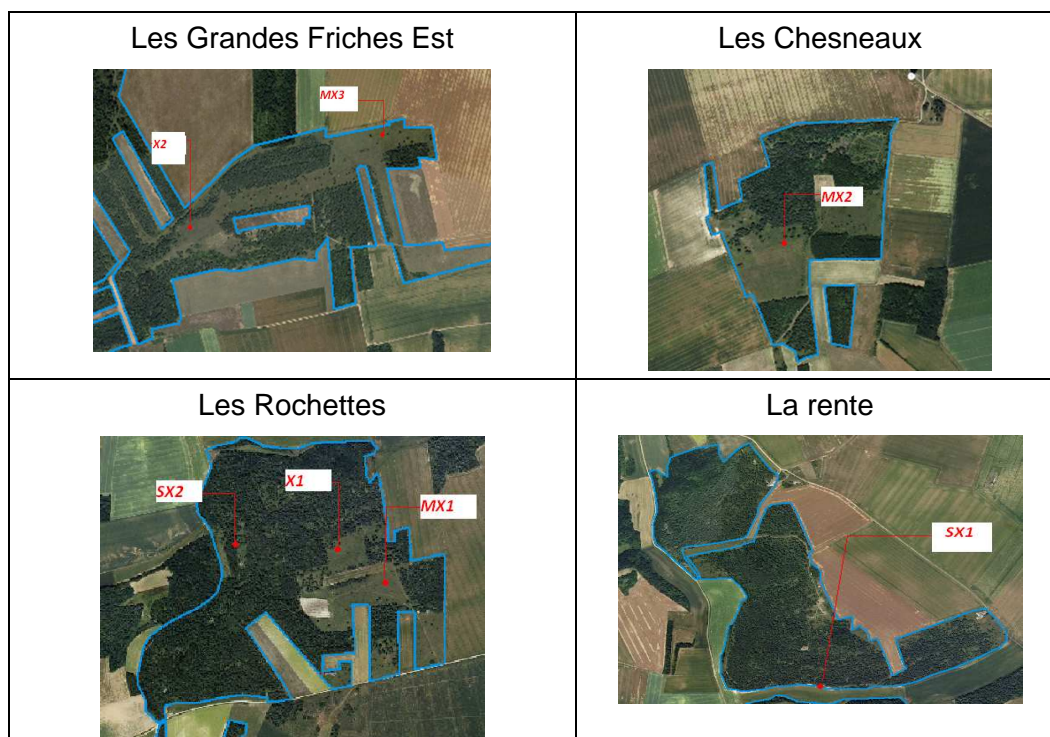 Les Grandes Friches Est
Les Chesneaux
MX3
X2
MX2
Les Rochettes
La rente
SX2
X1
MX1
SX1